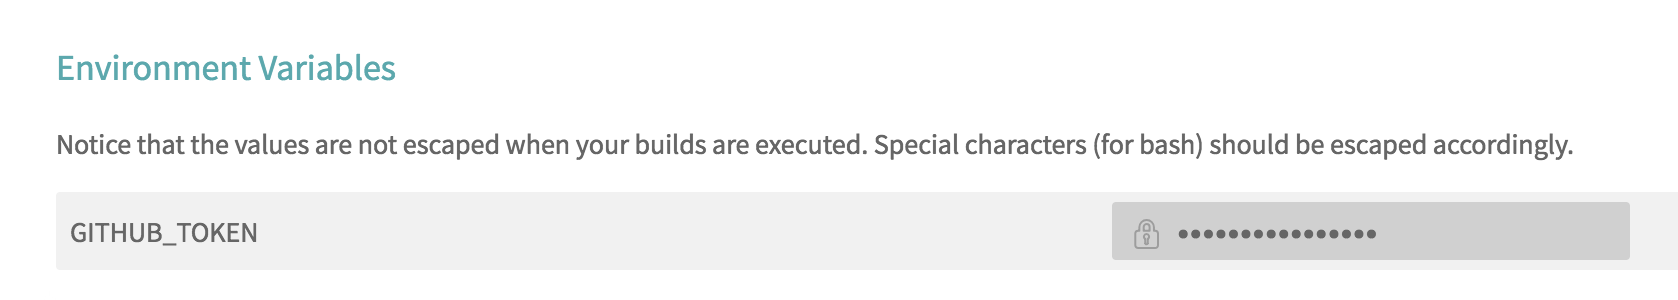 Environment Variables
Notice that the values are not escaped when your builds are executed. Special characters (for bash) should be escaped accordingly.
GITHUB_TOKEN ••••••••••••••••